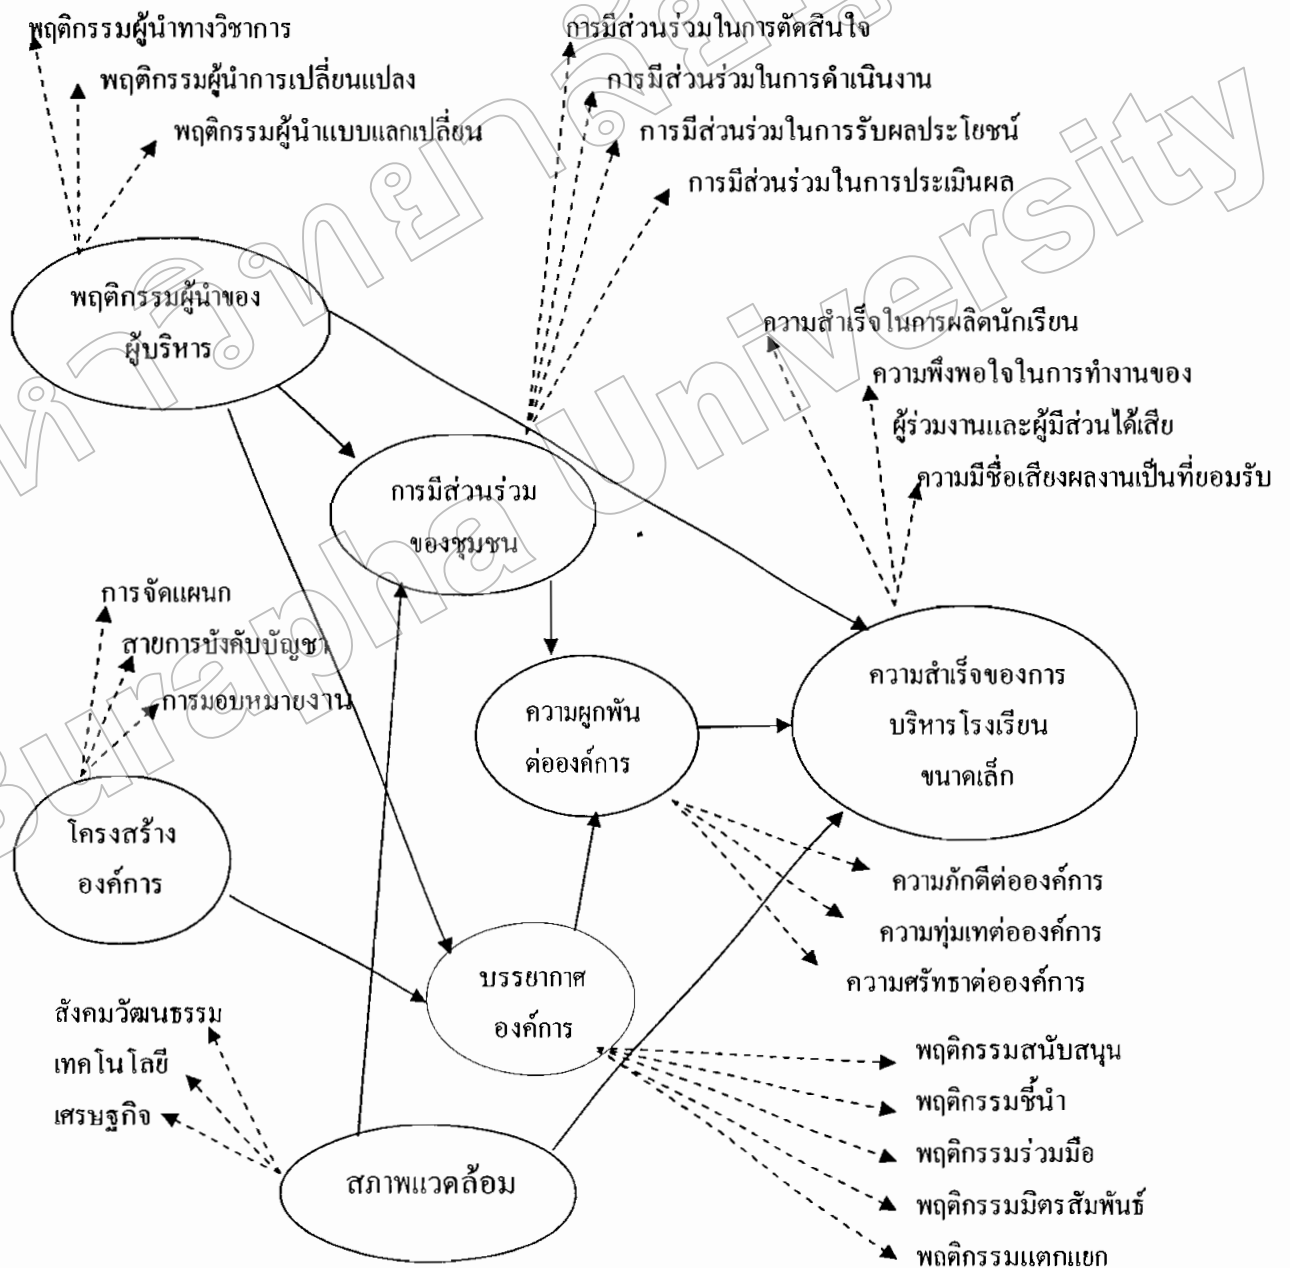 พฤติกรรมผู้นำทางวิชาการ
พฤติกรรมผู้นำการเปลี่ยนแปลง
พฤติกรรมผู้นำแบบแลกเปลี่ยน
การมีส่วนร่วมในการตัดสินใจ
การมีส่วนร่วมในการดำเนินงาน
การมีส่วนร่วมในการรับผลประโยชน์
การมีส่วนร่วมในการประเมินผล
พฤติกรรมผู้นำของ
ผู้บริหาร
ความสำเร็จในการผลิตนักเรียน
ความพึงพอใจในการทำงานของ
ผู้ร่วมงานและผู้มีส่วนได้เสีย
ความมีชื่อเสียงผลงานเป็นที่ยอมรับ
การมีส่วนร่วม
ของชุมชน
การจัดแผนก
สายการบังคับบัญชา
การมอบหมายงาน
ความผูกพัน
ต่อองค์การ
ความสำเร็จของการ
บริหารโรงเรียน
ขนาดเล็ก
โครงสร้าง
องค์การ
ความภักดีต่อองค์การ
ความทุ่มเทต่อองค์การ
ความศรัทธาต่อองค์การ
บรรยากาศ
องค์การ
สังคมวัฒนธรรม
เทคโนโลยี
เศรษฐกิจ
พฤติกรรมสนับสนุน
พฤติกรรมชี้นำ
พฤติกรรมร่วมมือ
พฤติกรรมมิตรสัมพันธ์
พฤติกรรมแตกแยก
สภาพแวดล้อม
Burapha University